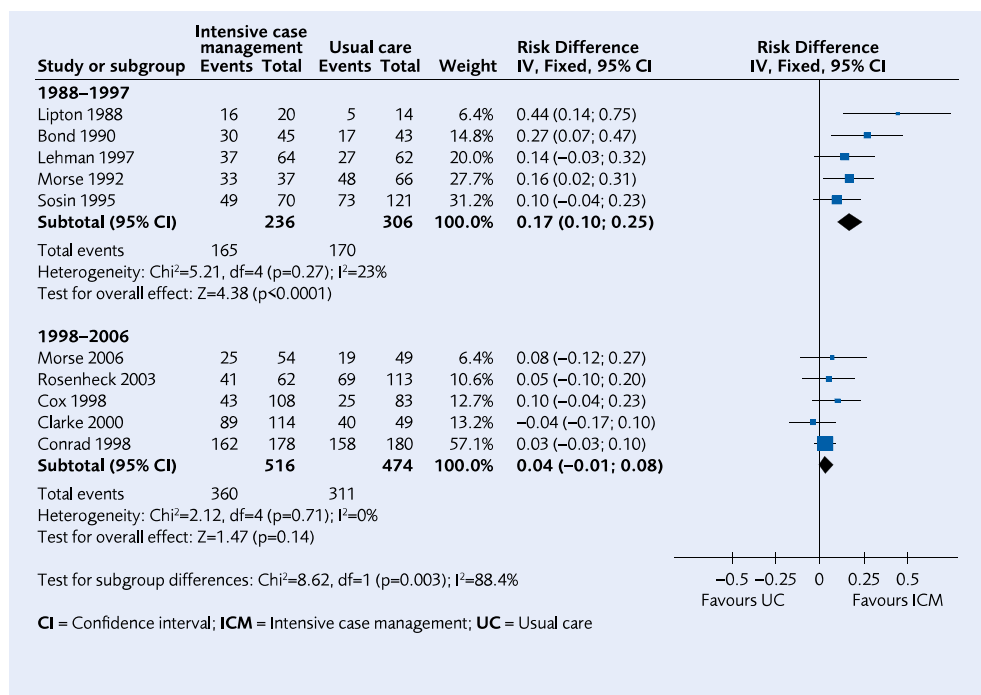 Intensive case
management Usual care Risk Difference Risk Difference
Study or subgroup Events Total Events Total Weight IV, Fixed, 95% CI IV, Fixed, 95% CI
1988–1997
Lipton 1988 16 20 5 14 6.4% 0.44 (0.14; 0.75)
Bond 1990 30 45 17 43 14.8% 0.27 (0.07; 0.47)
Lehman 1997 37 64 27 62 20.0% 0.14 (−0.03; 0.32)
Morse 1992 33 37 48 66 27.7% 0.16 (0.02; 0.31)
Sosin 1995 49 70 73 121 31.2% 0.10 (−0.04; 0.23)
Subtotal (95% CI) 236 306 100.0% 0.17 (0.10; 0.25)
Total events 165 170
Heterogeneity: Chi²=5.21, df=4 (p=0.27); I²=23%
Test for overall effect: Z=4.38 (p<0.0001)
1998–2006
Morse 2006 25 54 19 49 6.4% 0.08 (−0.12; 0.27)
Rosenheck 2003 41 62 69 113 10.6% 0.05 (−0.10; 0.20)
Cox 1998 43 108 25 83 12.7% 0.10 (−0.04; 0.23)
Clarke 2000 89 114 40 49 13.2% −0.04 (−0.17; 0.10)
Conrad 1998 162 178 158 180 57.1% 0.03 (−0.03; 0.10)
Subtotal (95% CI) 516 474 100.0% 0.04 (−0.01; 0.08)
Total events 360 311
Heterogeneity: Chi²=2.12, df=4 (p=0.71); I²=0%
Test for overall effect: Z=1.47 (p=0.14)
Test for subgroup differences: Chi²=8.62, df=1 (p=0.003); I²=88.4%
−0.5 −0.25 0 0.25 0.5
Favours UC Favours ICM
CI = Confidence interval; ICM = Intensive case management; UC = Usual care